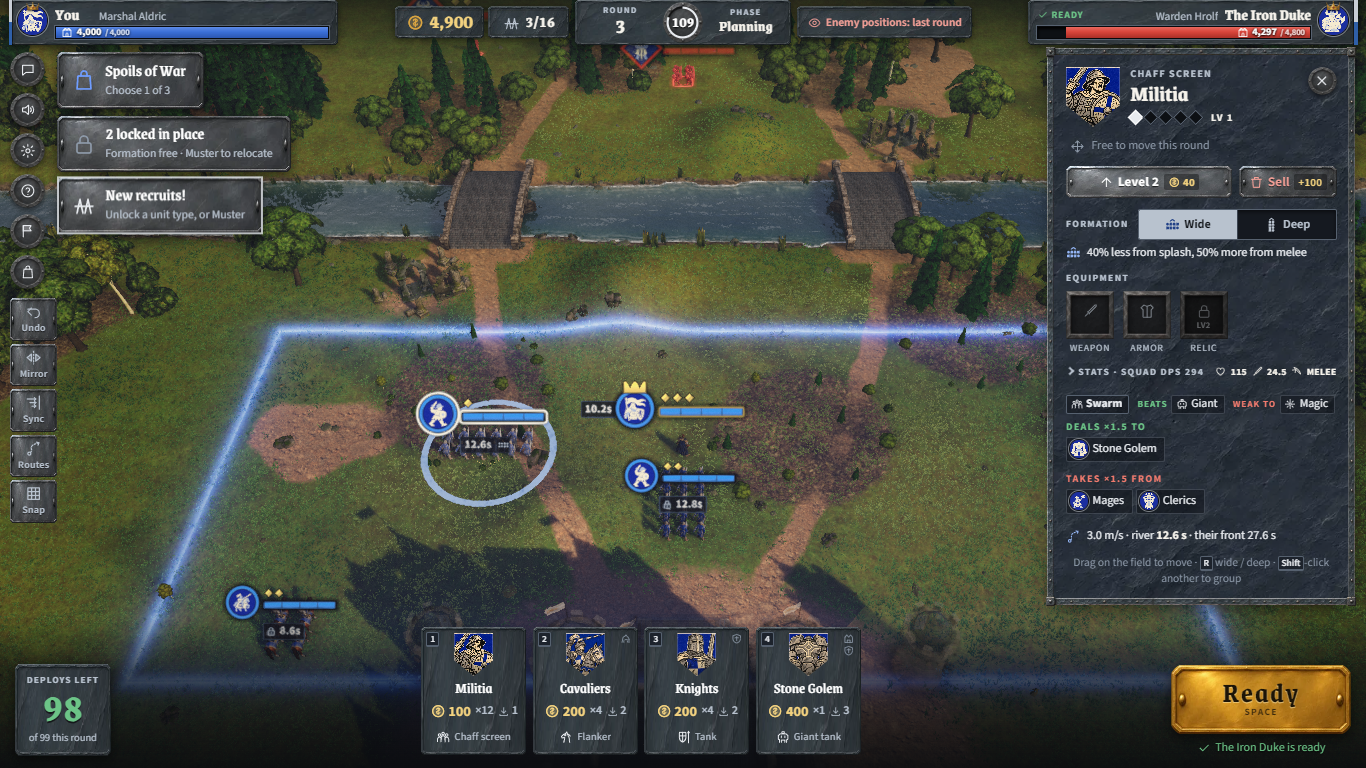 You Marshal Aldric
4,000 / 4,000
4,900
3/16
ROUND
3
109
PHASE
Planning
Enemy positions: last round
READY
Warden Hrolf The Iron Duke
4,297 / 4,800
Spoils of War
Choose 1 of 3
2 locked in place
Formation free · Muster to relocate
New recruits!
Unlock a unit type, or Muster
Undo
Mirror
Sync
Routes
Snap
12.6s
10.2s
12.8s
8.6s
CHAFF SCREEN
Militia
LV 1
Free to move this round
Level 2 40
Sell +100
FORMATION Wide Deep
40% less from splash, 50% more from melee
EQUIPMENT
LV2
WEAPON ARMOR RELIC
STATS · SQUAD DPS 294 115 24.5 MELEE
Swarm BEATS Giant WEAK TO Magic
DEALS ×1.5 TO
Stone Golem
TAKES ×1.5 FROM
Mages Clerics
3.0 m/s · river 12.6 s · their front 27.6 s
Drag on the field to move · R wide / deep · Shift-click
another to group
DEPLOYS LEFT
98
of 99 this round
1
Militia
100 ×12 1
Chaff screen
2
Cavaliers
200 ×4 2
Flanker
3
Knights
200 ×4 2
Tank
4
Stone Golem
400 ×1 3
Giant tank
Ready
SPACE
The Iron Duke is ready